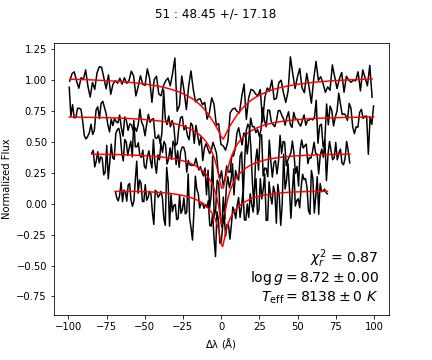 51 : 48.45 +/- 17.18
1.25
1.00
0.75
0.50
0.25
0.00
−0.25
−0.50
−0.75
Normalized Flux
χ²ᵣ = 0.87
log g = 8.72 ± 0.00
T_eff = 8138 ± 0 K
−100 −75 −50 −25 0 25 50 75 100
Δλ (Å)